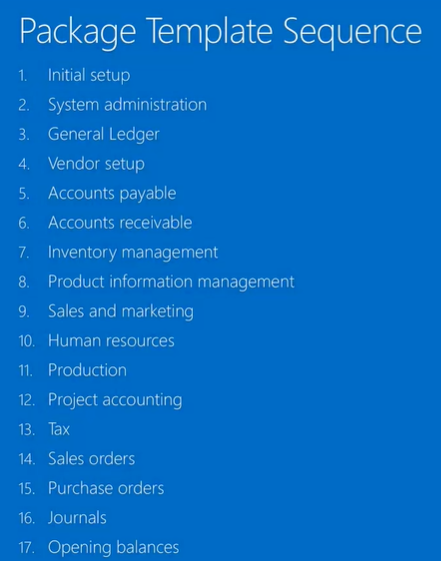 Package Template Sequence
1. Initial setup
2. System administration
3. General Ledger
4. Vendor setup
5. Accounts payable
6. Accounts receivable
7. Inventory management
8. Product information management
9. Sales and marketing
10. Human resources
11. Production
12. Project accounting
13. Tax
14. Sales orders
15. Purchase orders
16. Journals
17. Opening balances